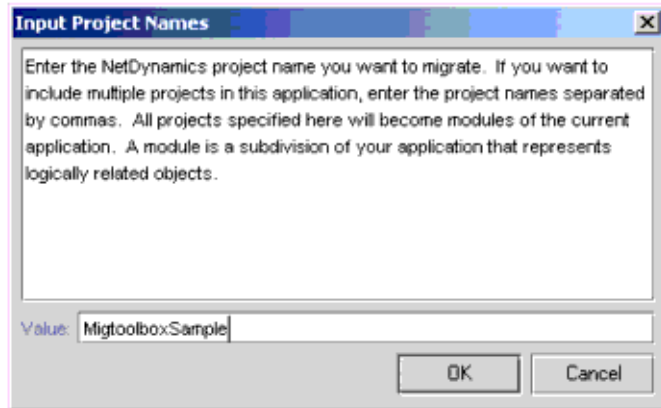 Input Project Names
Enter the NetDynamics project name you want to migrate. If you want to
include multiple projects in this application, enter the project names separated
by commas. All projects specified here will become modules of the current
application. A module is a subdivision of your application that represents
logically related objects.
Value: MigtoolboxSample
OK Cancel